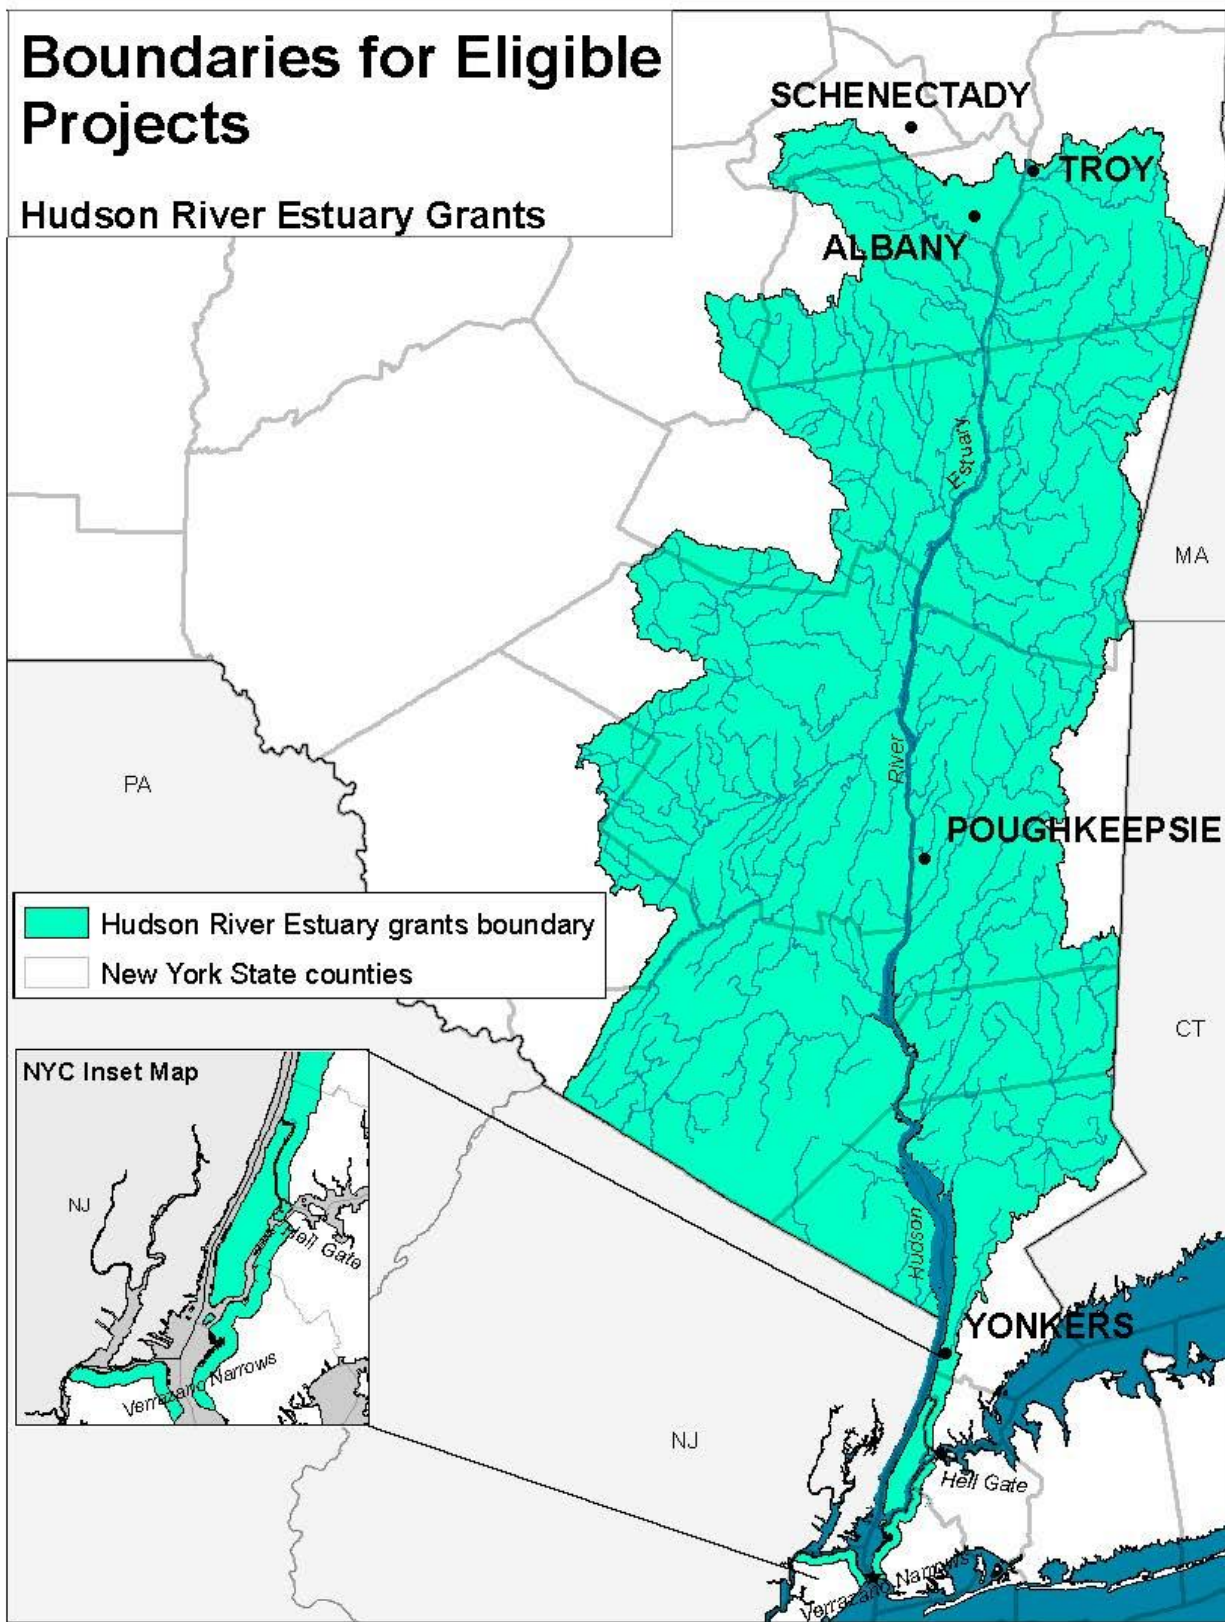 Boundaries for Eligible
Projects
Hudson River Estuary Grants
SCHENECTADY
TROY
ALBANY
Estuary
MA
River
PA
POUGHKEEPSIE
Hudson River Estuary grants boundary
New York State counties
CT
NYC Inset Map
NJ
Hell Gate
Verrazano Narrows
Hudson
YONKERS
NJ
Hell Gate
Verrazano Narrows